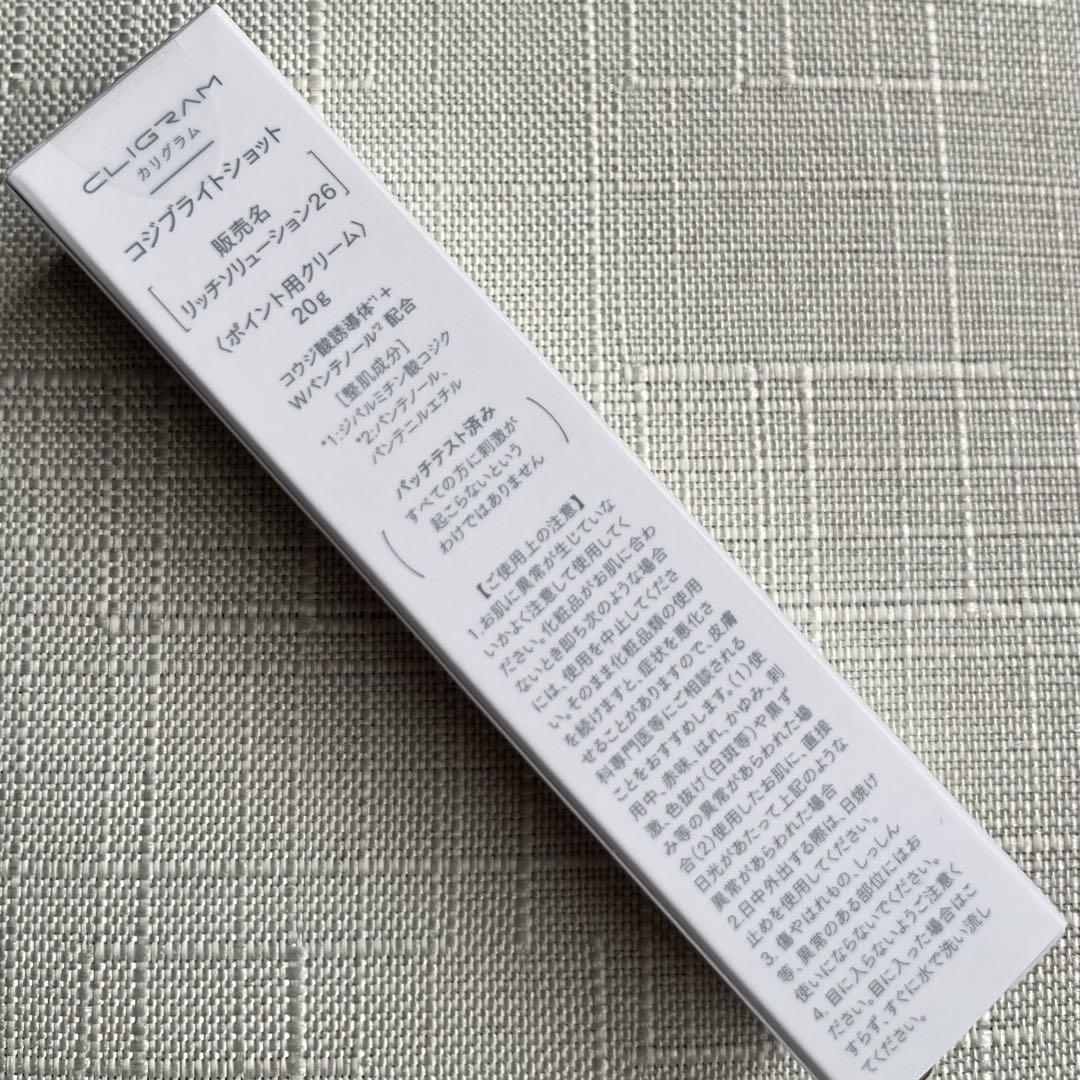 CLIGRAM
カリグラム
コジブライトショット
販売名
[リッチソリューション26]
〈ポイント用クリーム〉
20g
コウジ酸誘導体*1+
Wパンテノール*2 配合
[整肌成分]
*1:ジパルミチン酸コジク
*2:パンテノール、
パンテニルエチル
パッチテスト済み
(すべての方に刺激が
起こらないという
わけではありません)
【ご使用上の注意】
1.お肌に異常が生じていな
いかよく注意して使用してく
ださい。化粧品がお肌に合わ
ないとき即ち次のような場合
には、使用を中止してくださ
い。そのまま化粧品類の使用
を続けますと、症状を悪化さ
せることがありますので、皮膚
科専門医等にご相談される
ことをおすすめします。(1)使
用中、赤味、はれ、かゆみ、刺
激、色抜け(白斑等)や黒ず
み等の異常があらわれた場
合(2)使用したお肌に、直接
日光があたって上記のような
異常があらわれた場合
2日中外出する際は、日焼け
止めを使用してください。
3.傷やはれもの、しっしん
等、異常のある部位にはお
使いにならないでください。
4.目に入らないようご注意く
ださい。目に入った場合はこ
すらず、すぐに水で洗い流し
てください。